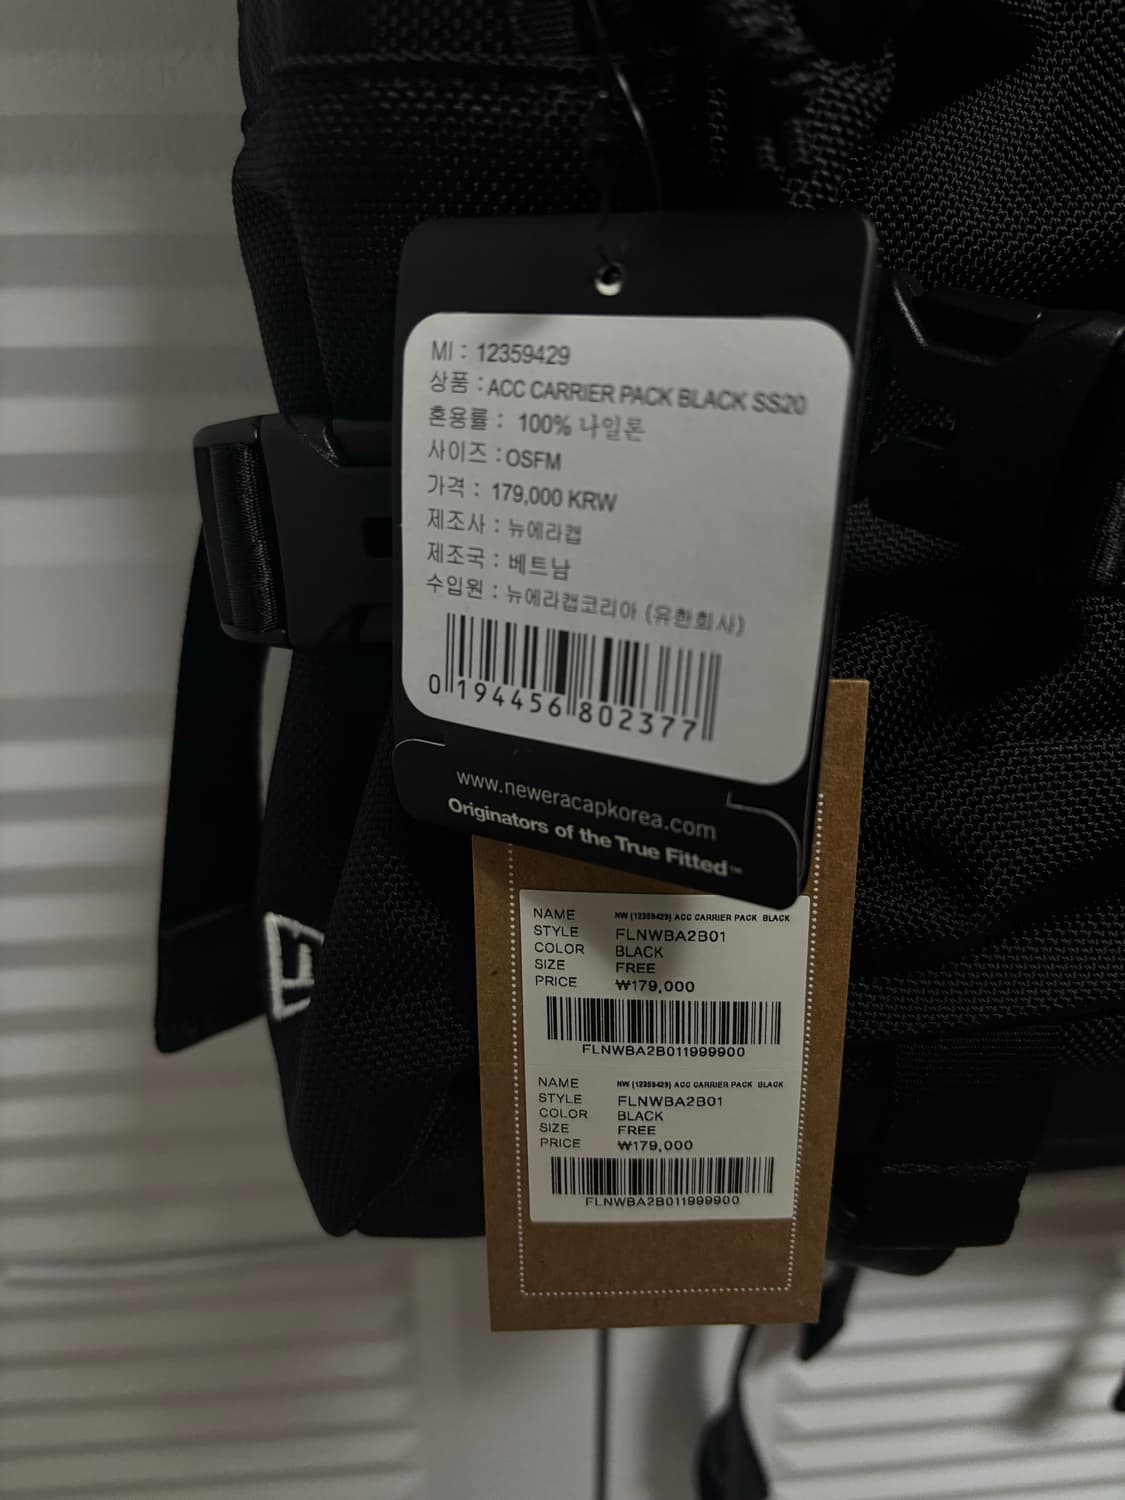 MI : 12359429
상품 : ACC CARRIER PACK BLACK SS20
혼용률 : 100% 나일론
사이즈 : OSFM
가격 : 179,000 KRW
제조사 : 뉴에라캡
제조국 : 베트남
수입원 : 뉴에라캡코리아 (유한회사)
0 194456 802377
www.neweracapkorea.com
Originators of the True Fitted™
NAME NW (12359429) ACC CARRIER PACK BLACK
STYLE FLNWBA2B01
COLOR BLACK
SIZE FREE
PRICE ₩179,000
FLNWBA2B011999900
NAME NW (12359429) ACC CARRIER PACK BLACK
STYLE FLNWBA2B01
COLOR BLACK
SIZE FREE
PRICE ₩179,000
FLNWBA2B011999900